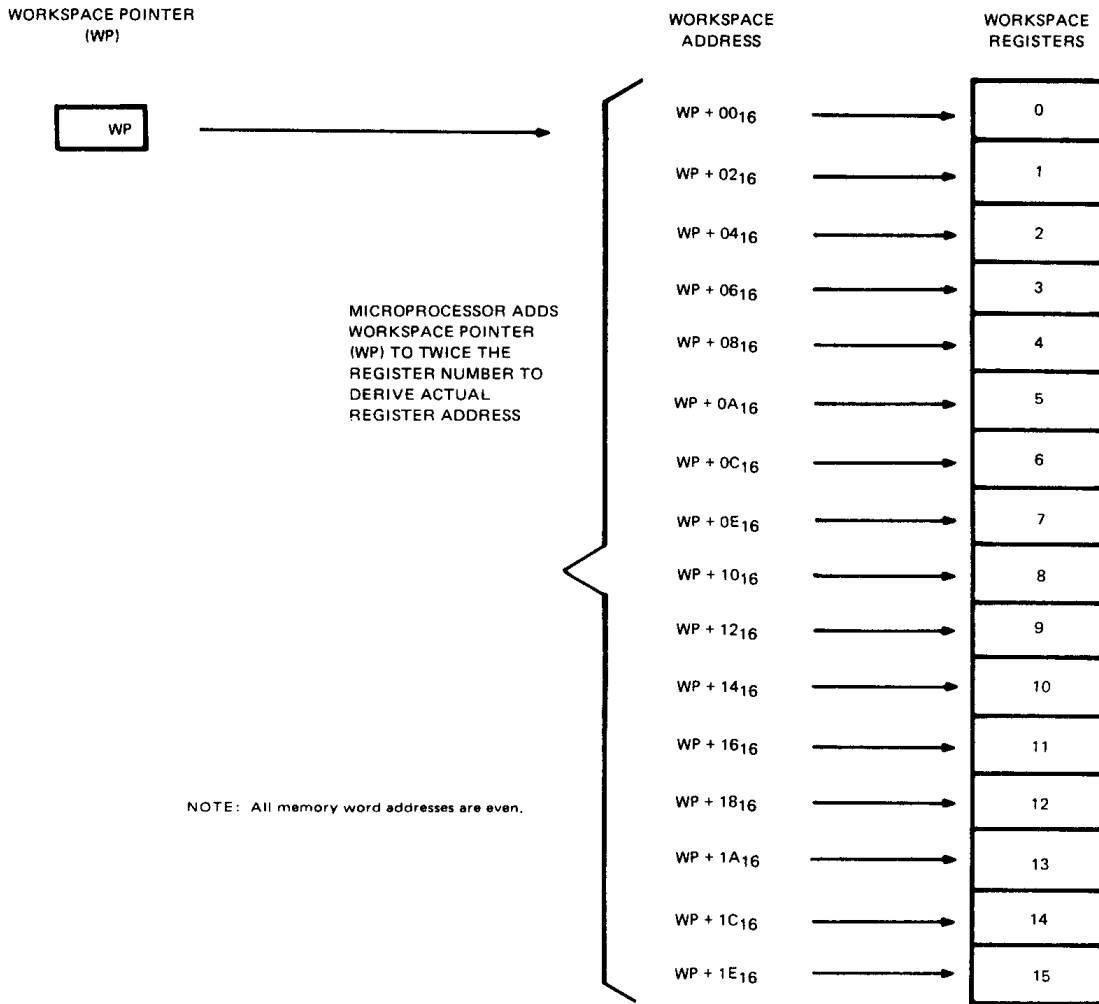 WORKSPACE POINTER
(WP)
WORKSPACE
ADDRESS
WORKSPACE
REGISTERS
WP
WP + 00₁₆
0
WP + 02₁₆
1
WP + 04₁₆
2
WP + 06₁₆
3
WP + 08₁₆
4
WP + 0A₁₆
5
WP + 0C₁₆
6
WP + 0E₁₆
7
WP + 10₁₆
8
WP + 12₁₆
9
WP + 14₁₆
10
WP + 16₁₆
11
WP + 18₁₆
12
WP + 1A₁₆
13
WP + 1C₁₆
14
WP + 1E₁₆
15
MICROPROCESSOR ADDS
WORKSPACE POINTER
(WP) TO TWICE THE
REGISTER NUMBER TO
DERIVE ACTUAL
REGISTER ADDRESS
NOTE: All memory word addresses are even.